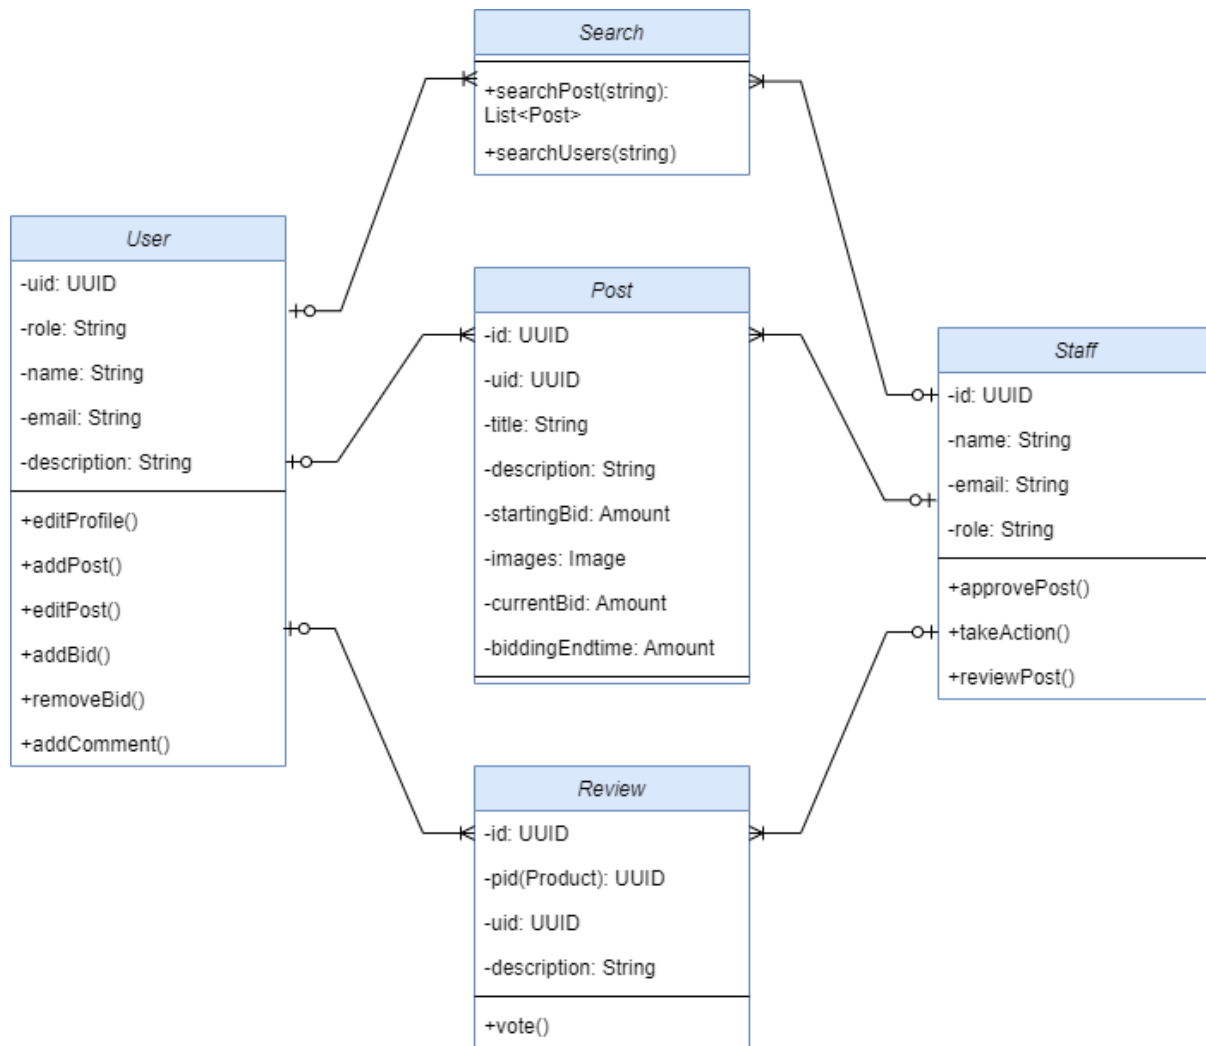 Search
+searchPost(string):
List<Post>
+searchUsers(string)
User
-uid: UUID
-role: String
-name: String
-email: String
-description: String
+editProfile()
+addPost()
+editPost()
+addBid()
+removeBid()
+addComment()
Post
-id: UUID
-uid: UUID
-title: String
-description: String
-startingBid: Amount
-images: Image
-currentBid: Amount
-biddingEndtime: Amount
Staff
-id: UUID
-name: String
-email: String
-role: String
+approvePost()
+takeAction()
+reviewPost()
Review
-id: UUID
-pid(Product): UUID
-uid: UUID
-description: String
+vote()